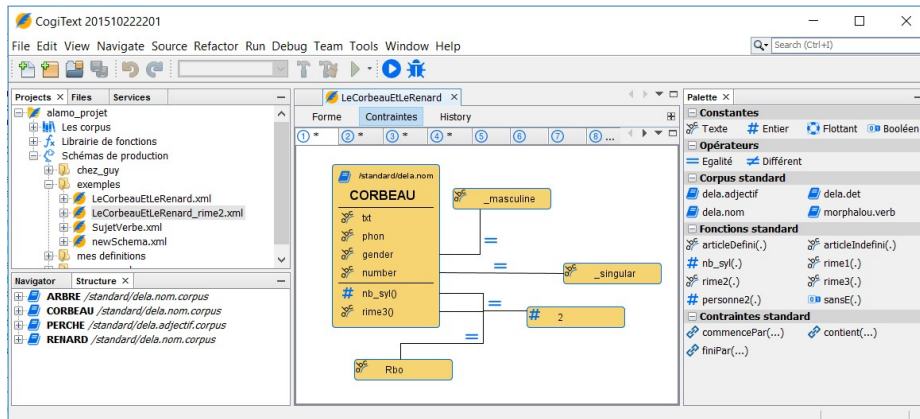 CogiText 201510222201
File Edit View Navigate Source Refactor Run Debug Team Tools Window Help
Search (Ctrl+I)
Projects × Files Services
alamo_projet
Les corpus
Librairie de fonctions
Schémas de production
chez_guy
exemples
LeCorbeauEtLeRenard.xml
LeCorbeauEtLeRenard_rime2.xml
SujetVerbe.xml
newSchema.xml
mes definitions
Navigator Structure ×
ARBRE /standard/dela.nom.corpus
CORBEAU /standard/dela.nom.corpus
PERCHE /standard/dela.adjectif.corpus
RENARD /standard/dela.nom.corpus
LeCorbeauEtLeRenard ×
Forme Contraintes History
1 * 2 * 3 * 4 * 5 6 7 8 ...
/standard/dela.nom
CORBEAU
txt
phon
gender
number
# nb_syl()
rime3()
_masculine
=
= _singular
=
# 2
=
Rbo
Palette ×
Constantes
Texte # Entier Flottant Booléen
Opérateurs
= Egalité ≠ Différent
Corpus standard
dela.adjectif dela.det
dela.nom morphalou.verb
Fonctions standard
articleDefini(.) articleIndefini(.)
# nb_syl(.) rime1(.)
rime2(.) rime3(.)
# personne2(.) sansE(.)
Contraintes standard
commencePar(...) contient(...)
finiPar(...)